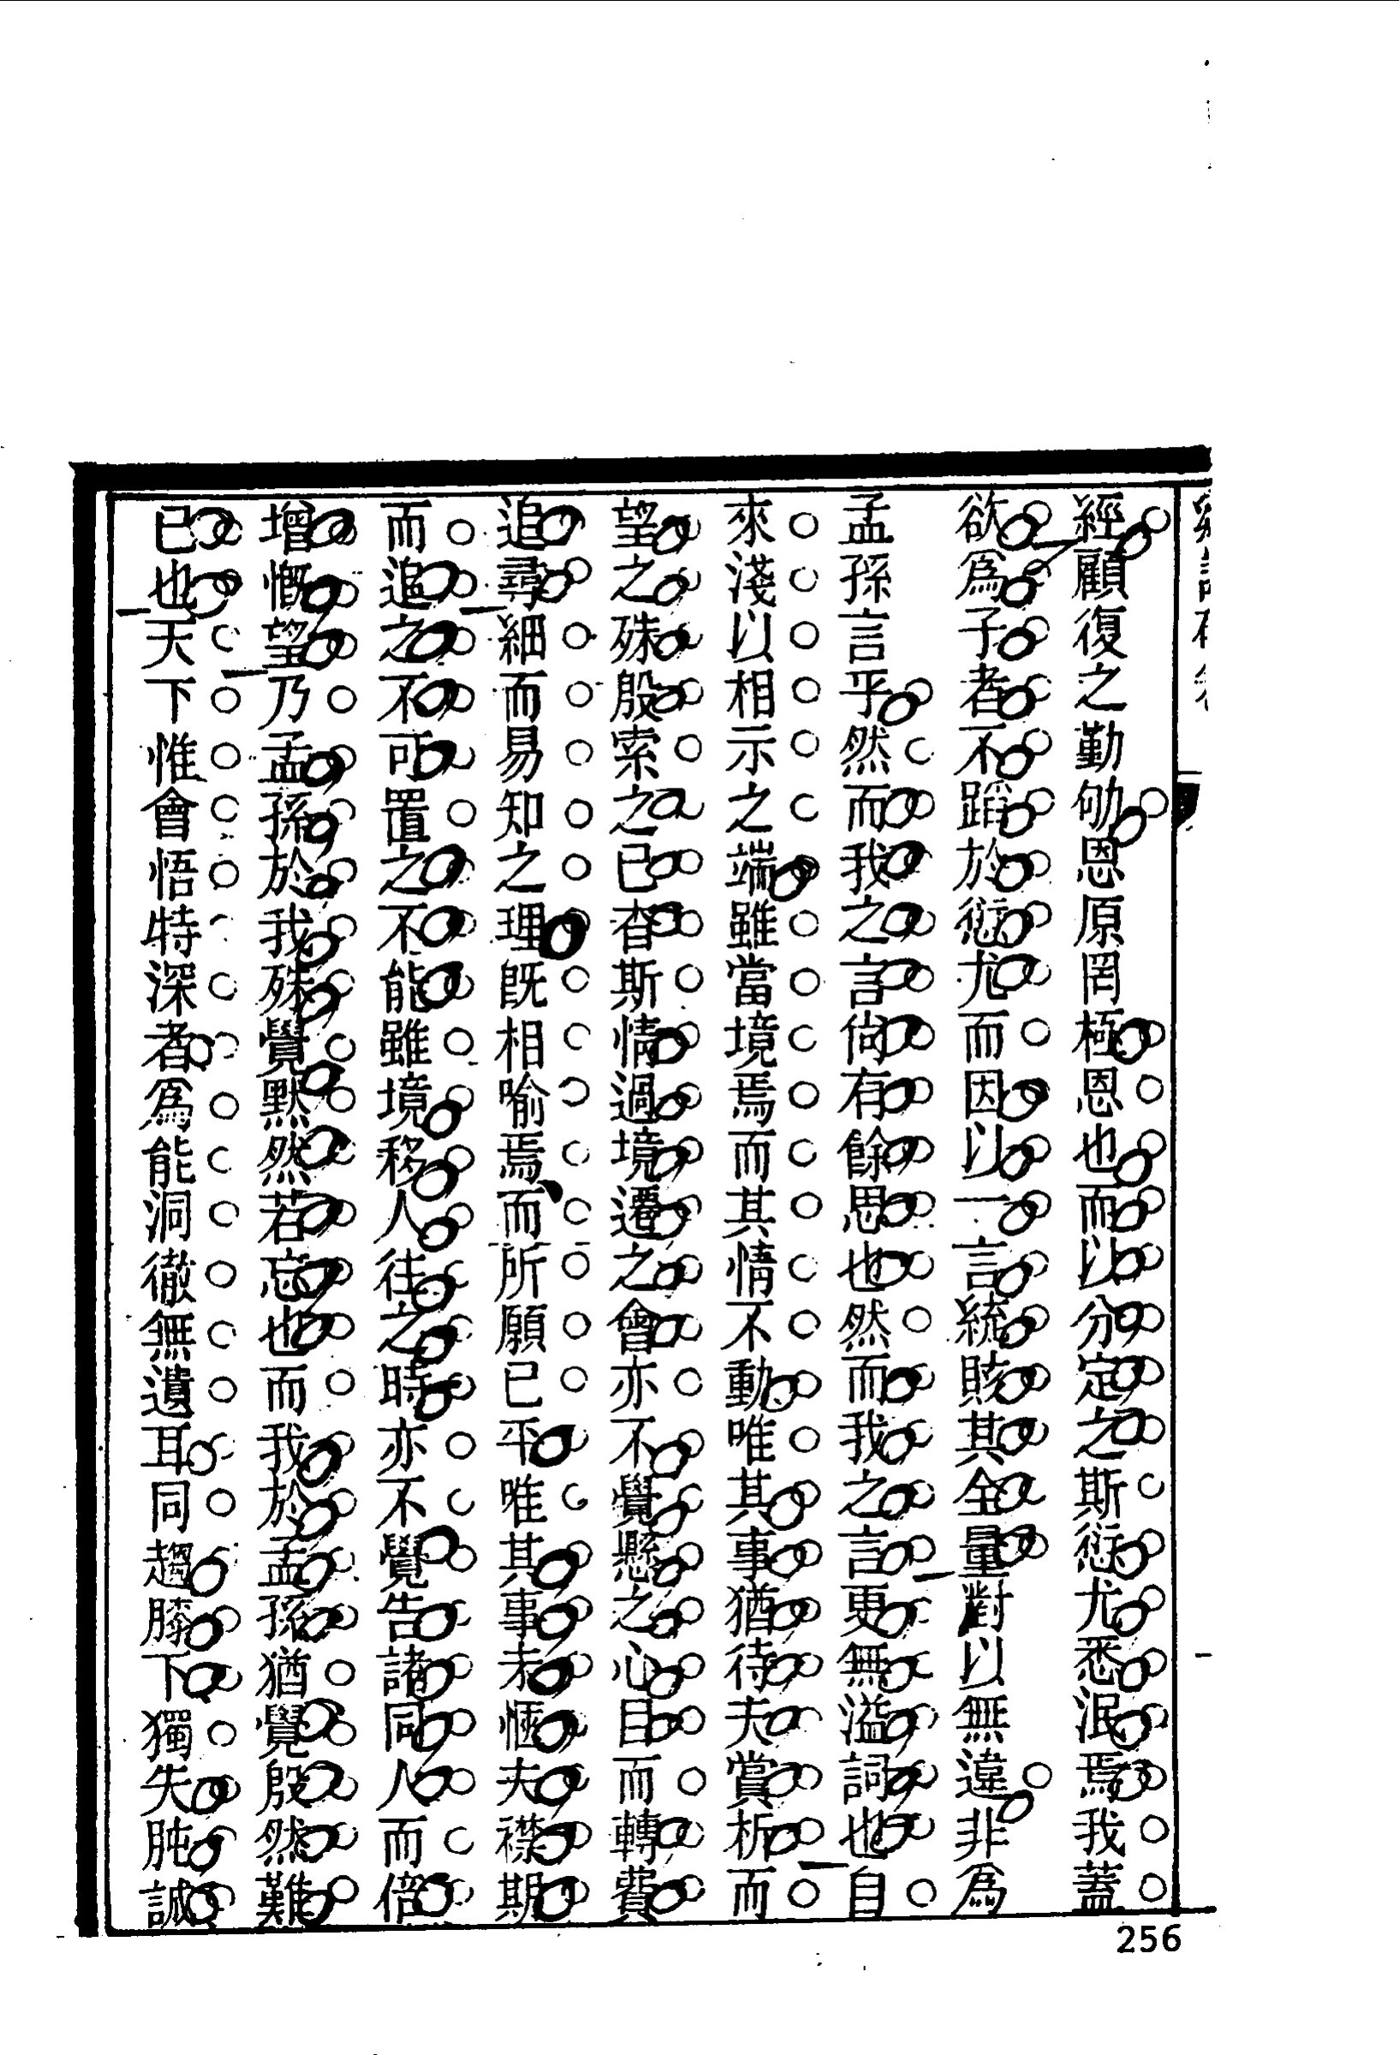 經顧復之勤劬恩原罔極恩也而以分定之斯愆尤悉泯焉我蓋
欲爲子者不蹈於愆尤而因以一言統賅其全量對以無違非爲
孟孫言乎然而我之言尙有餘思也然而我之言更無溢詞也自
來淺以相示之端雖當境焉而其情不動唯其事猶待夫賞析而
望之殊殷索之已杳斯情過境遷之會亦不覺懸之心目而轉費
追尋細而易知之理旣相喻焉而所願已平唯其事未愜夫襟期
而追之不可置之不能雖境移人往之時亦不覺告諸同人而倍
增慨望乃孟孫於我殊覺默然若忘也而我於孟孫猶覺殷然難
已也天下惟會悟特深者爲能洞徹無遺耳同趨膝下獨失肫誠
256